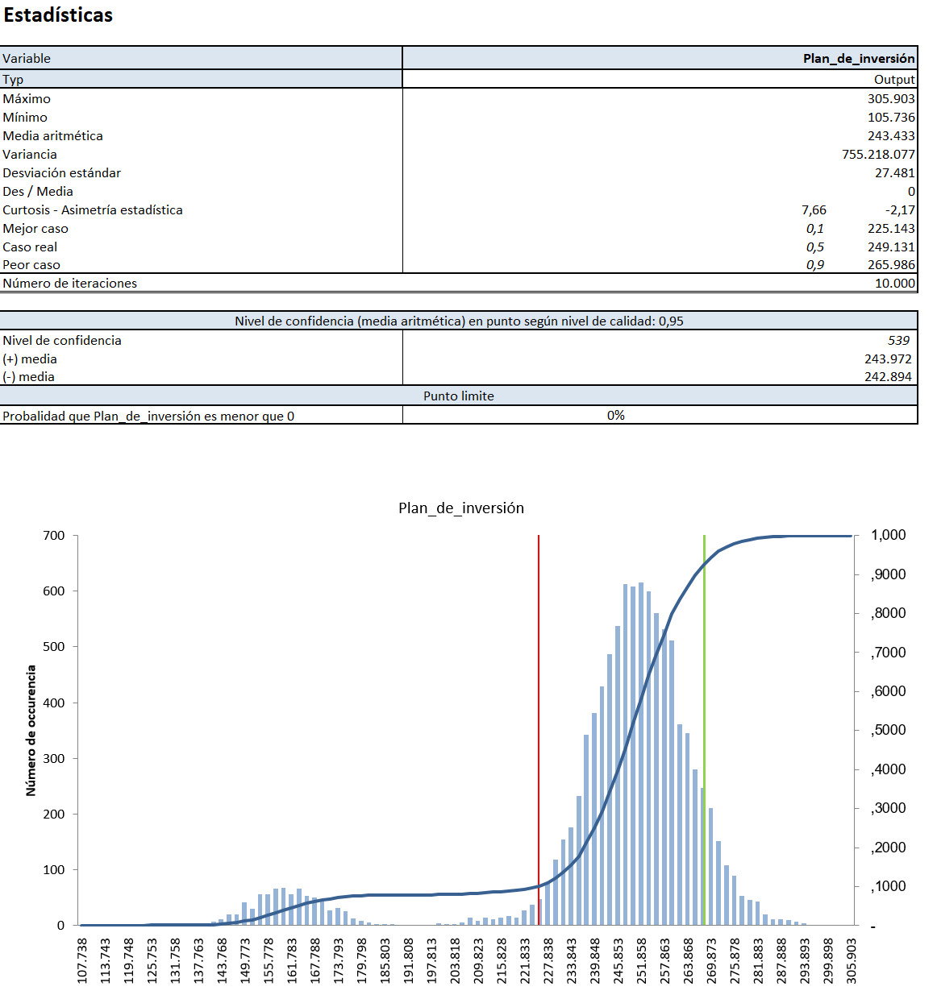 Estadísticas
Variable Plan_de_inversión
Typ Output
Máximo 305.903
Mínimo 105.736
Media aritmética 243.433
Variancia 755.218.077
Desviación estándar 27.481
Des / Media 0
Curtosis - Asimetría estadística 7,66 -2,17
Mejor caso 0,1 225.143
Caso real 0,5 249.131
Peor caso 0,9 265.986
Número de iteraciones 10.000
Nivel de confidencia (media aritmética) en punto según nivel de calidad: 0,95
Nivel de confidencia 539
(+) media 243.972
(-) media 242.894
Punto limite
Probalidad que Plan_de_inversión es menor que 0 0%
Plan_de_inversión
700 1,000
,9000
600
,8000
500
,7000
,6000
400
,5000
300
,4000
,3000
200
,2000
100
,1000
0 -
Número de occurencia
107.738 113.743 119.748 125.753 131.758 137.763 143.768 149.773 155.778 161.783 167.788 173.793 179.798 185.803 191.808 197.813 203.818 209.823 215.828 221.833 227.838 233.843 239.848 245.853 251.858 257.863 263.868 269.873 275.878 281.883 287.888 293.893 299.898 305.903